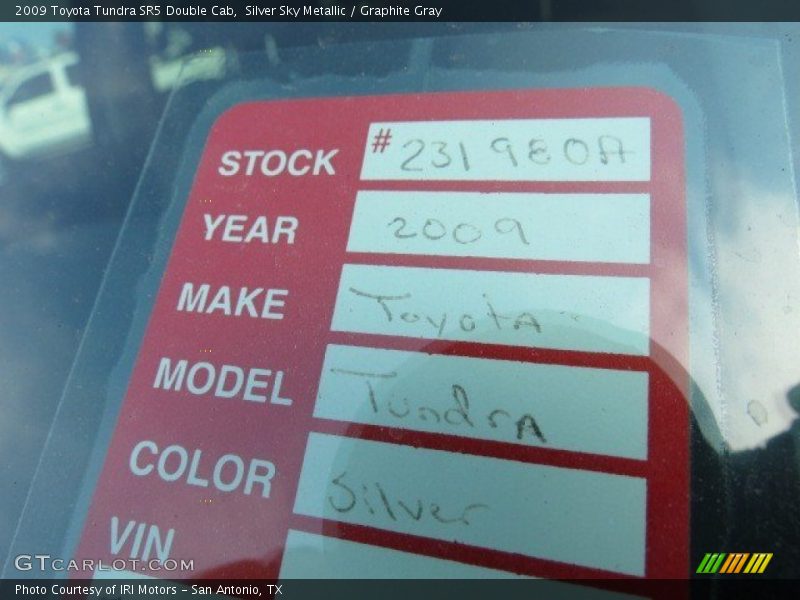 2009 Toyota Tundra SR5 Double Cab, Silver Sky Metallic / Graphite Gray
STOCK # 231980A
YEAR 2009
MAKE Toyota
MODEL Tundra
COLOR Silver
VIN
GTCARLOT.COM
Photo Courtesy of IRI Motors - San Antonio, TX